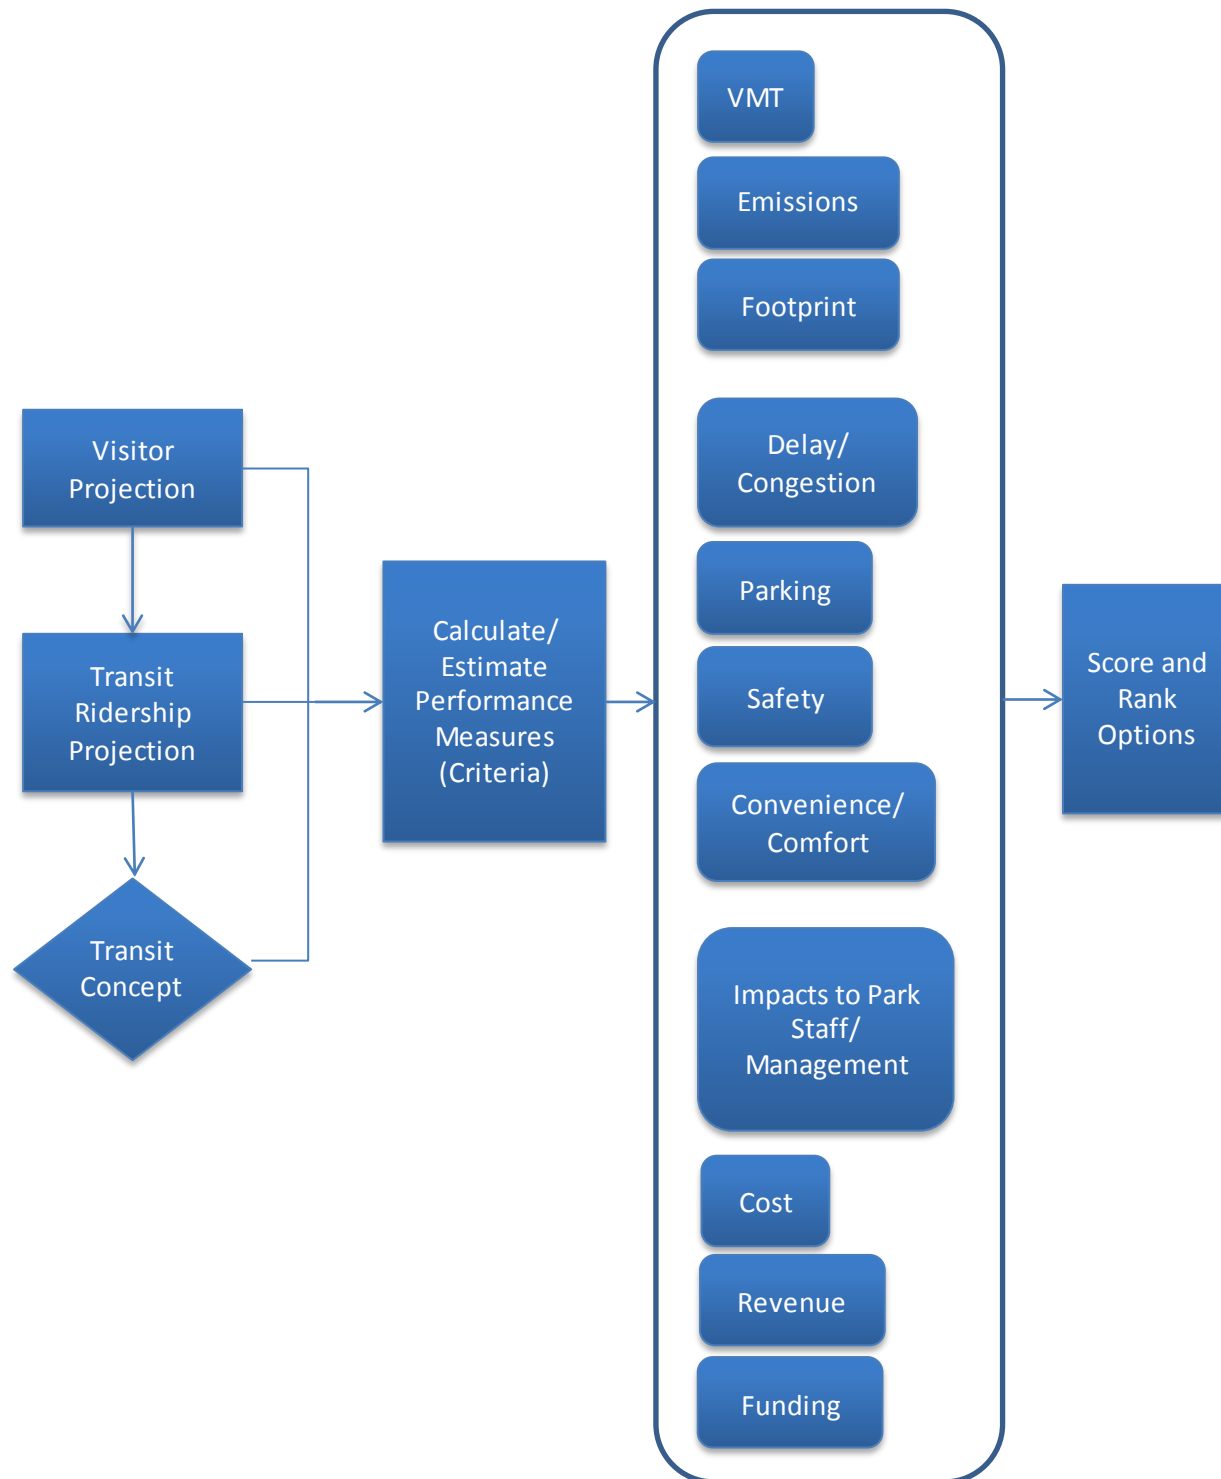 Visitor
Projection
Transit
Ridership
Projection
Transit
Concept
Calculate/
Estimate
Performance
Measures
(Criteria)
VMT
Emissions
Footprint
Delay/
Congestion
Parking
Safety
Convenience/
Comfort
Impacts to Park
Staff/
Management
Cost
Revenue
Funding
Score and
Rank
Options